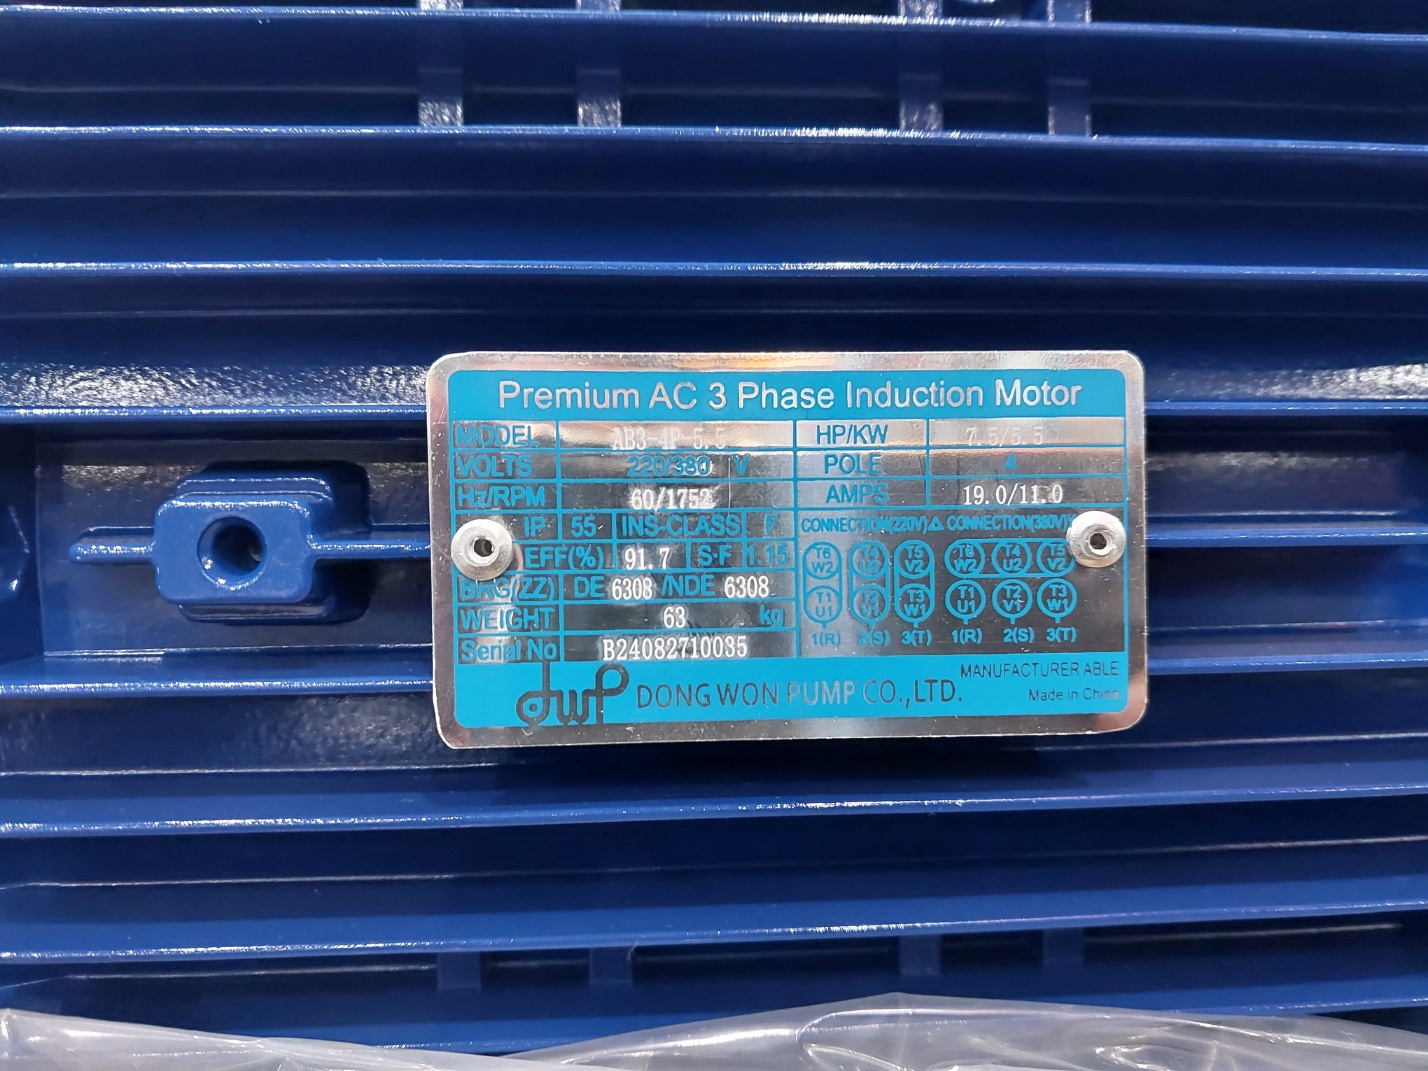 Premium AC 3 Phase Induction Motor
MODEL AB3-4P-5.5 HP/KW 7.5/5.5
VOLTS 220/380 V POLE 4
Hz/RPM 60/1752 AMPS 19.0/11.0
IP 55 INS-CLASS F CONNECTION(220V) △ CONNECTION(380V)
EFF(%) 91.7 S·F 1.15
T6 W2 T4 U2 T5 V2 T6 W2 T4 U2 T5 V2
BRG(ZZ) DE 6308 /NDE 6308
T1 U1 T2 V1 T3 W1 T1 U1 T2 V1 T3 W1
WEIGHT 63 kg
1(R) 2(S) 3(T) 1(R) 2(S) 3(T)
Serial No B24082710035
dwp DONG WON PUMP CO.,LTD.
MANUFACTURER ABLE
Made in China